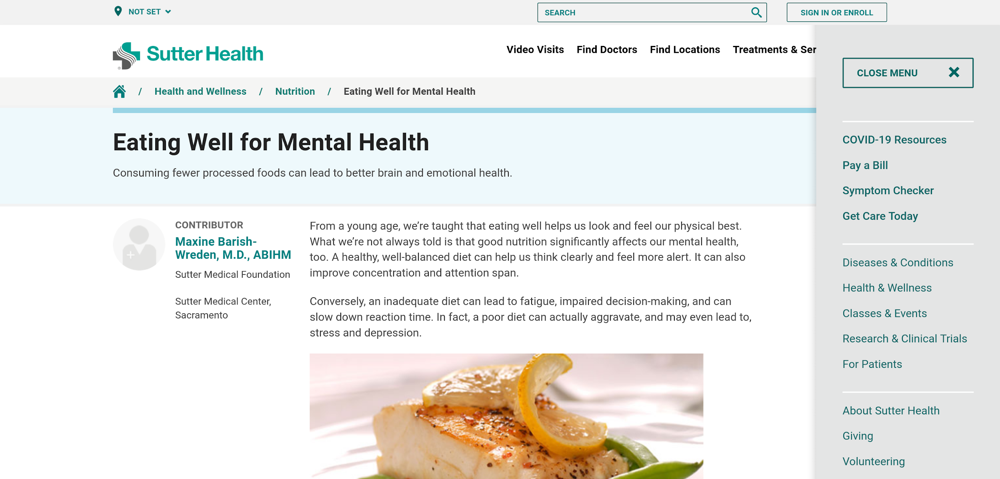 NOT SET
SEARCH
SIGN IN OR ENROLL
Sutter Health
®
Video Visits
Find Doctors
Find Locations
Treatments & Ser
/ Health and Wellness / Nutrition / Eating Well for Mental Health
Eating Well for Mental Health
Consuming fewer processed foods can lead to better brain and emotional health.
CONTRIBUTOR
Maxine Barish-
Wreden, M.D., ABIHM
Sutter Medical Foundation
Sutter Medical Center,
Sacramento
From a young age, we’re taught that eating well helps us look and feel our physical best.
What we’re not always told is that good nutrition significantly affects our mental health,
too. A healthy, well-balanced diet can help us think clearly and feel more alert. It can also
improve concentration and attention span.
Conversely, an inadequate diet can lead to fatigue, impaired decision-making, and can
slow down reaction time. In fact, a poor diet can actually aggravate, and may even lead to,
stress and depression.
CLOSE MENU
COVID-19 Resources
Pay a Bill
Symptom Checker
Get Care Today
Diseases & Conditions
Health & Wellness
Classes & Events
Research & Clinical Trials
For Patients
About Sutter Health
Giving
Volunteering